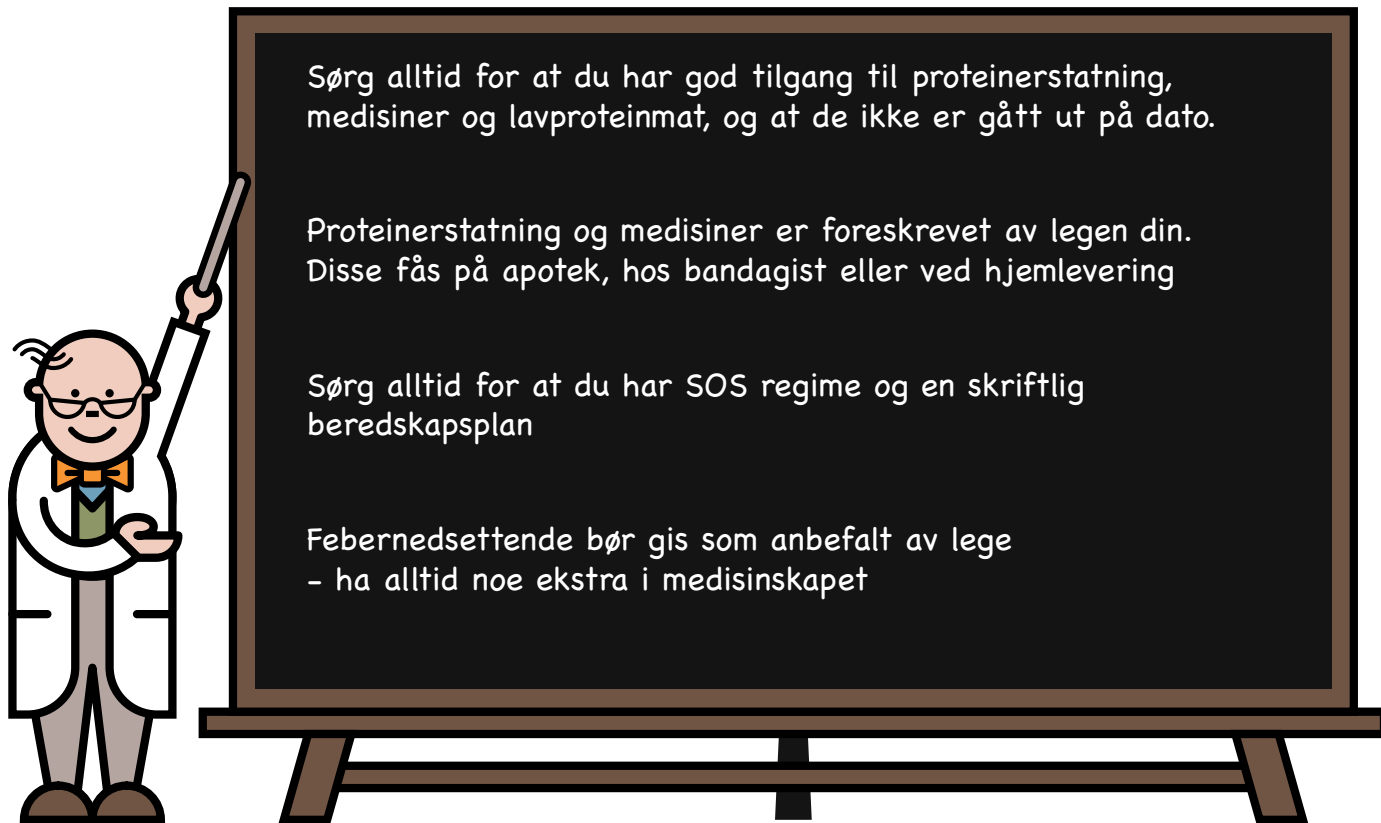 Sørg alltid for at du har god tilgang til proteinerstatning,
medisiner og lavproteinmat, og at de ikke er gått ut på dato.
Proteinerstatning og medisiner er foreskrevet av legen din.
Disse fås på apotek, hos bandagist eller ved hjemlevering
Sørg alltid for at du har SOS regime og en skriftlig
beredskapsplan
Febernedsettende bør gis som anbefalt av lege
– ha alltid noe ekstra i medisinskapet